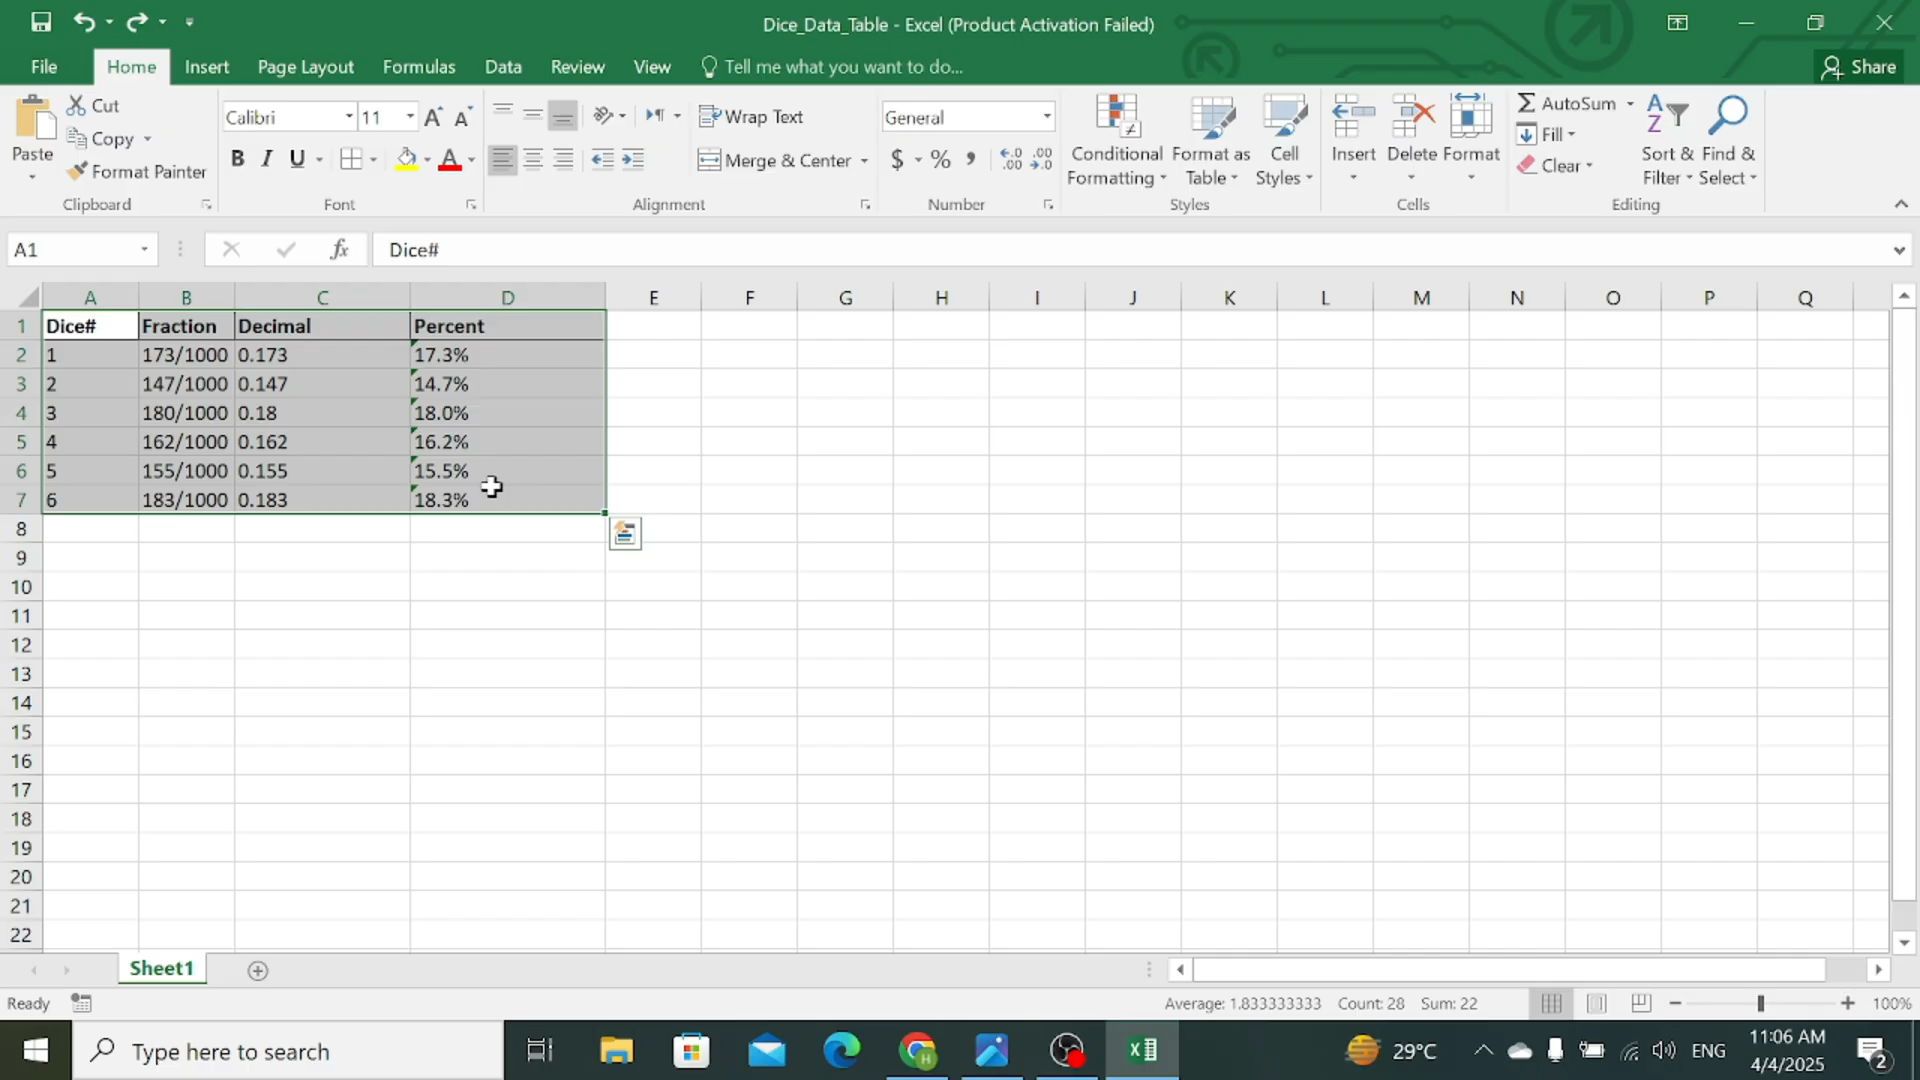 Dice_Data_Table - Excel (Product Activation Failed)
File Home Insert Page Layout Formulas Data Review View Tell me what you want to do... Share
Paste Cut Copy Format Painter Clipboard
Calibri 11 A A B I U A Font
Wrap Text Merge & Center Alignment
General $ % , .00 .0 Number
Conditional Formatting Format as Table Cell Styles Styles
Insert Delete Format Cells
AutoSum Fill Clear Sort & Filter Find & Select Editing
A1 fx Dice#
A B C D E F G H I J K L M N O P Q
1 Dice# Fraction Decimal Percent
2 1 173/1000 0.173 17.3%
3 2 147/1000 0.147 14.7%
4 3 180/1000 0.18 18.0%
5 4 162/1000 0.162 16.2%
6 5 155/1000 0.155 15.5%
7 6 183/1000 0.183 18.3%
8
9
10
11
12
13
14
15
16
17
18
19
20
21
22
Sheet1
Ready Average: 1.833333333 Count: 28 Sum: 22 100%
Type here to search 29°C ENG 11:06 AM
4/4/2025 2